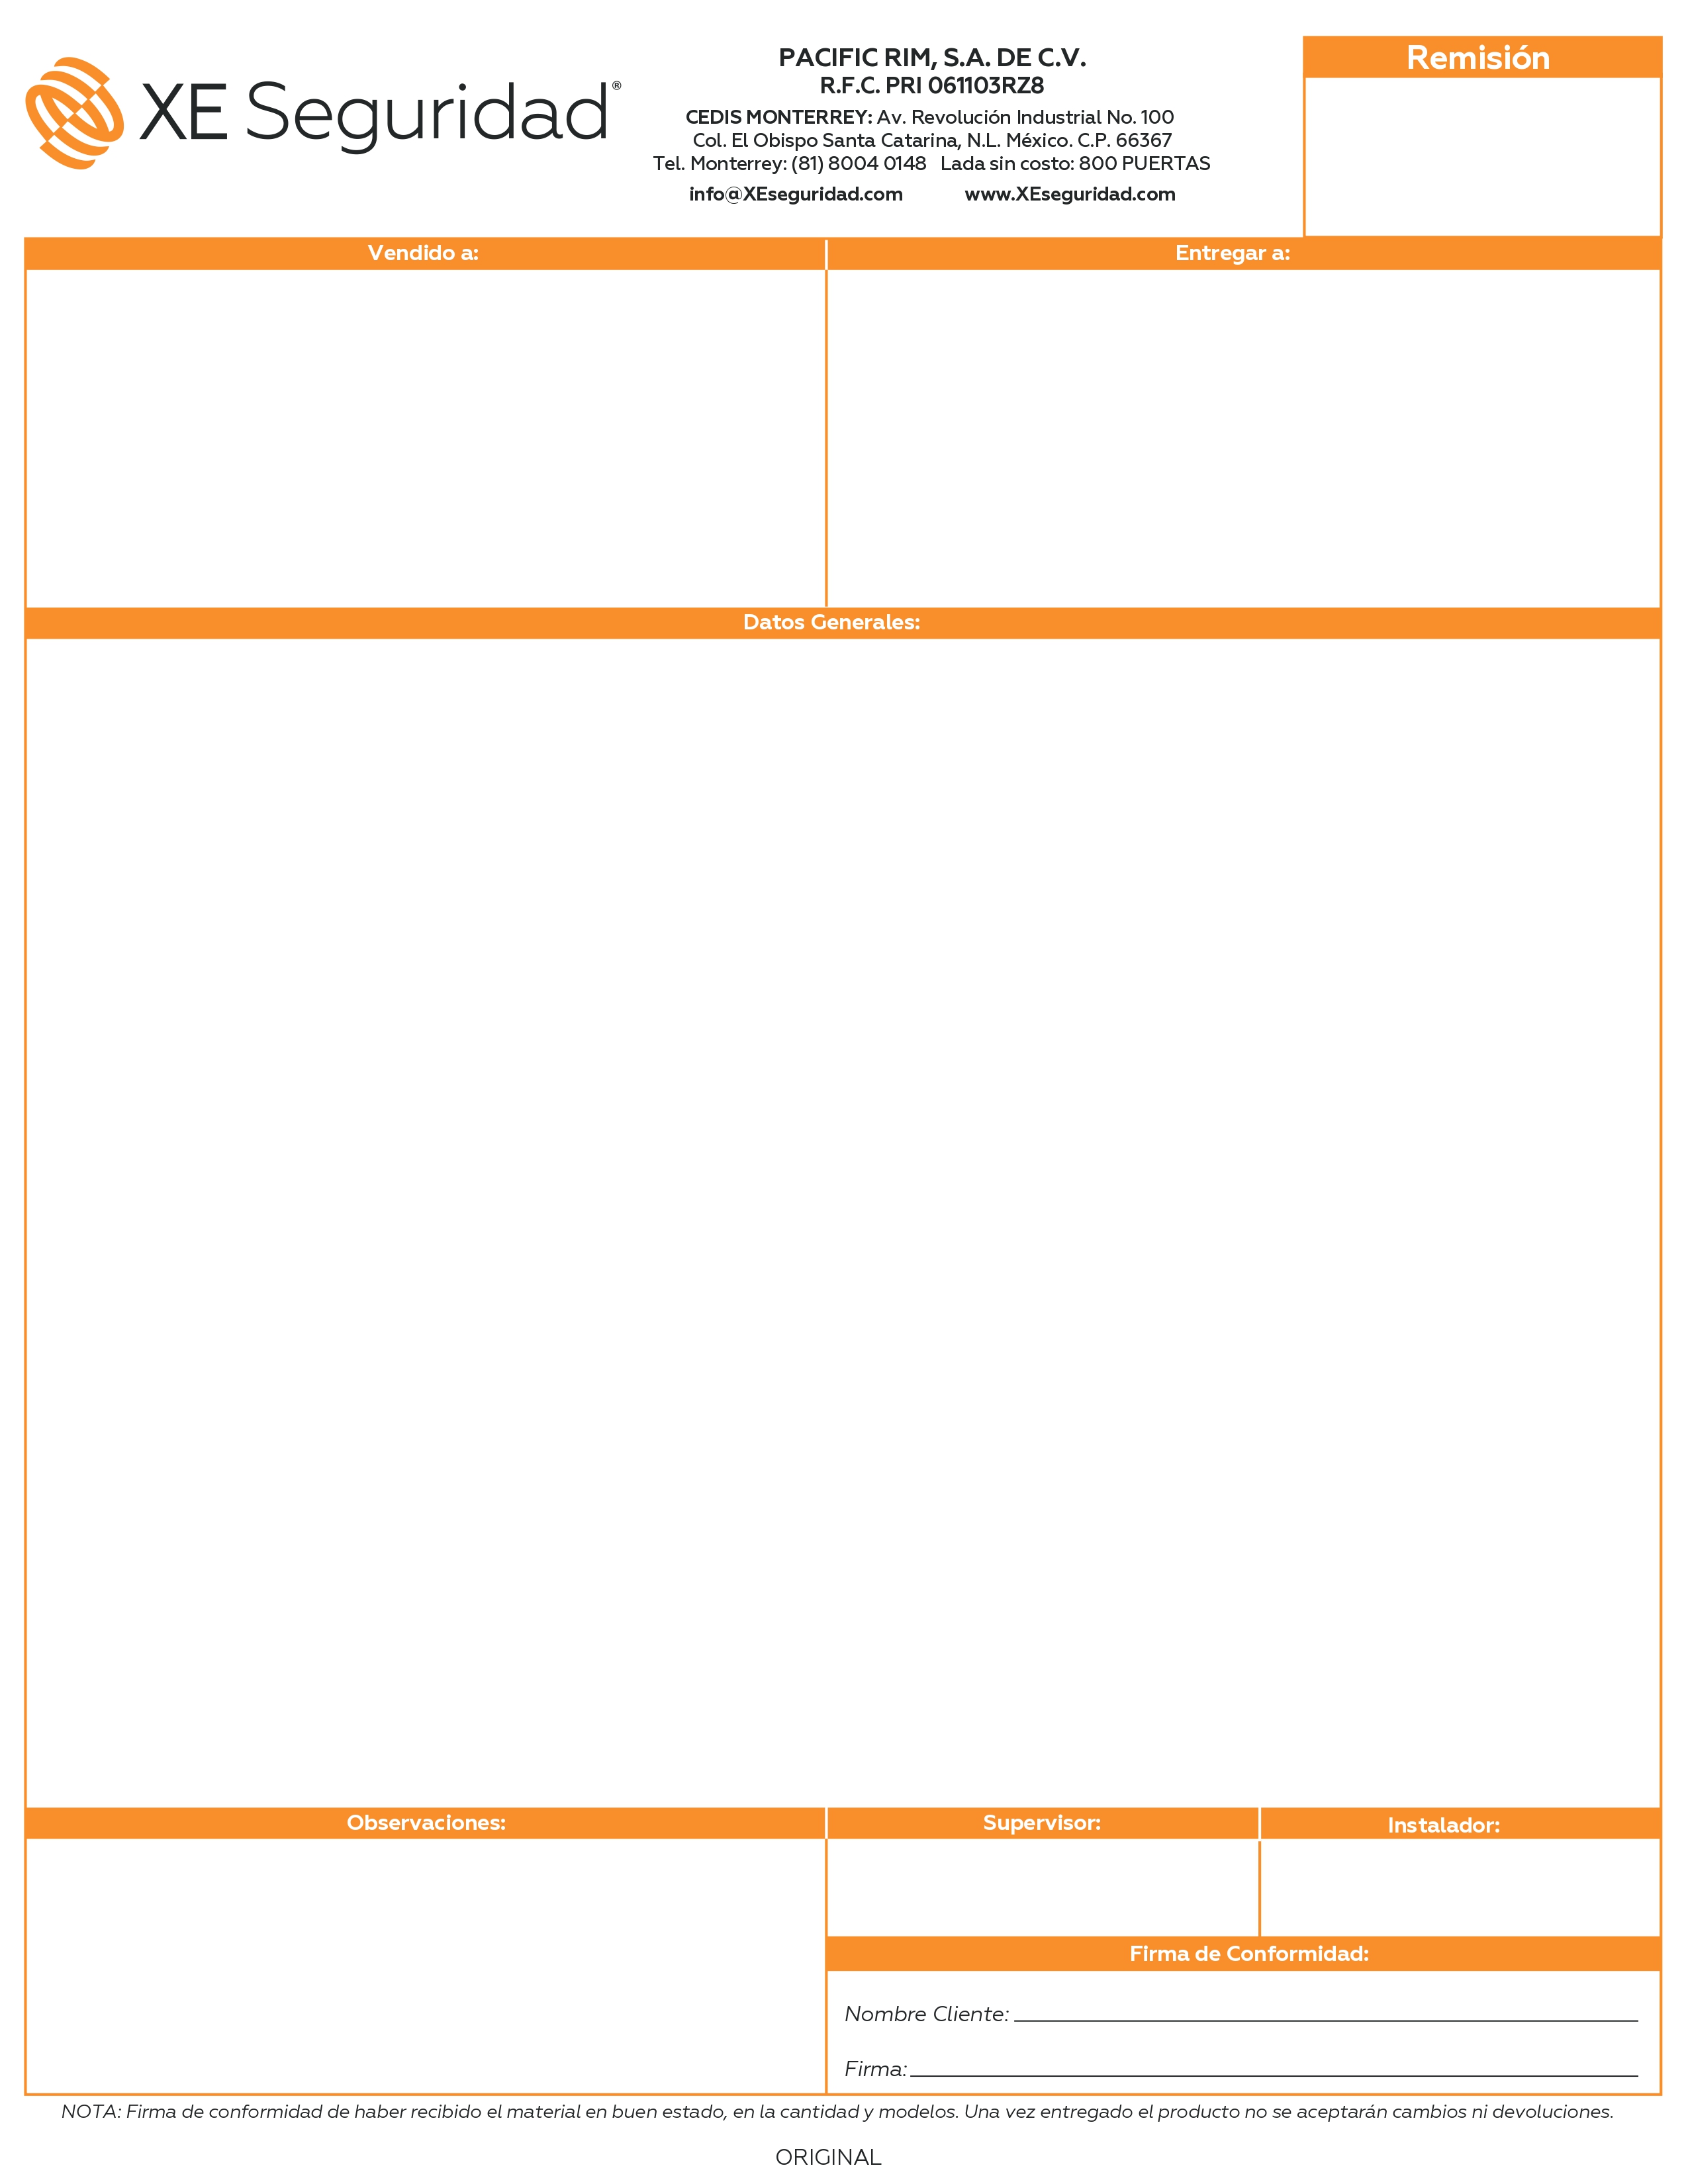 XE Seguridad®
PACIFIC RIM, S.A. DE C.V.
R.F.C. PRI 061103RZ8
CEDIS MONTERREY: Av. Revolución Industrial No. 100
Col. El Obispo Santa Catarina, N.L. México. C.P. 66367
Tel. Monterrey: (81) 8004 0148 Lada sin costo: 800 PUERTAS
info@XEseguridad.com www.XEseguridad.com
Remisión
Vendido a:
Entregar a:
Datos Generales:
Observaciones:
Supervisor:
Instalador:
Firma de Conformidad:
Nombre Cliente:
Firma:
NOTA: Firma de conformidad de haber recibido el material en buen estado, en la cantidad y modelos. Una vez entregado el producto no se aceptarán cambios ni devoluciones.
ORIGINAL